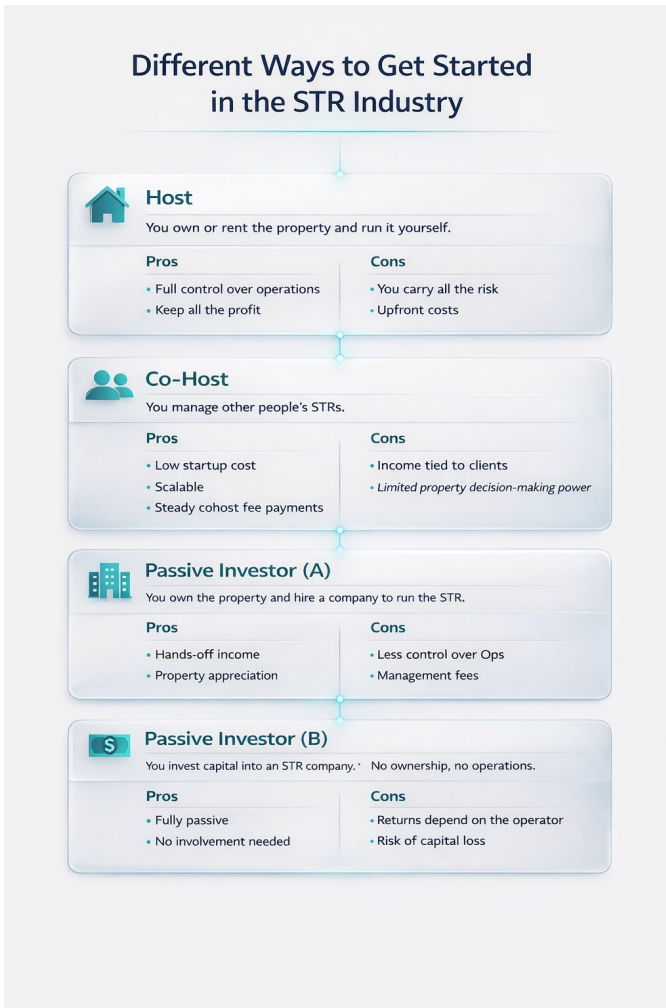 Different Ways to Get Started
in the STR Industry
Host
You own or rent the property and run it yourself.
Pros
• Full control over operations
• Keep all the profit
Cons
• You carry all the risk
• Upfront costs
Co-Host
You manage other people's STRs.
Pros
• Low startup cost
• Scalable
• Steady cohost fee payments
Cons
• Income tied to clients
• Limited property decision-making power
Passive Investor (A)
You own the property and hire a company to run the STR.
Pros
• Hands-off income
• Property appreciation
Cons
• Less control over Ops
• Management fees
$
Passive Investor (B)
You invest capital into an STR company.· No ownership, no operations.
Pros
• Fully passive
• No involvement needed
Cons
• Returns depend on the operator
• Risk of capital loss